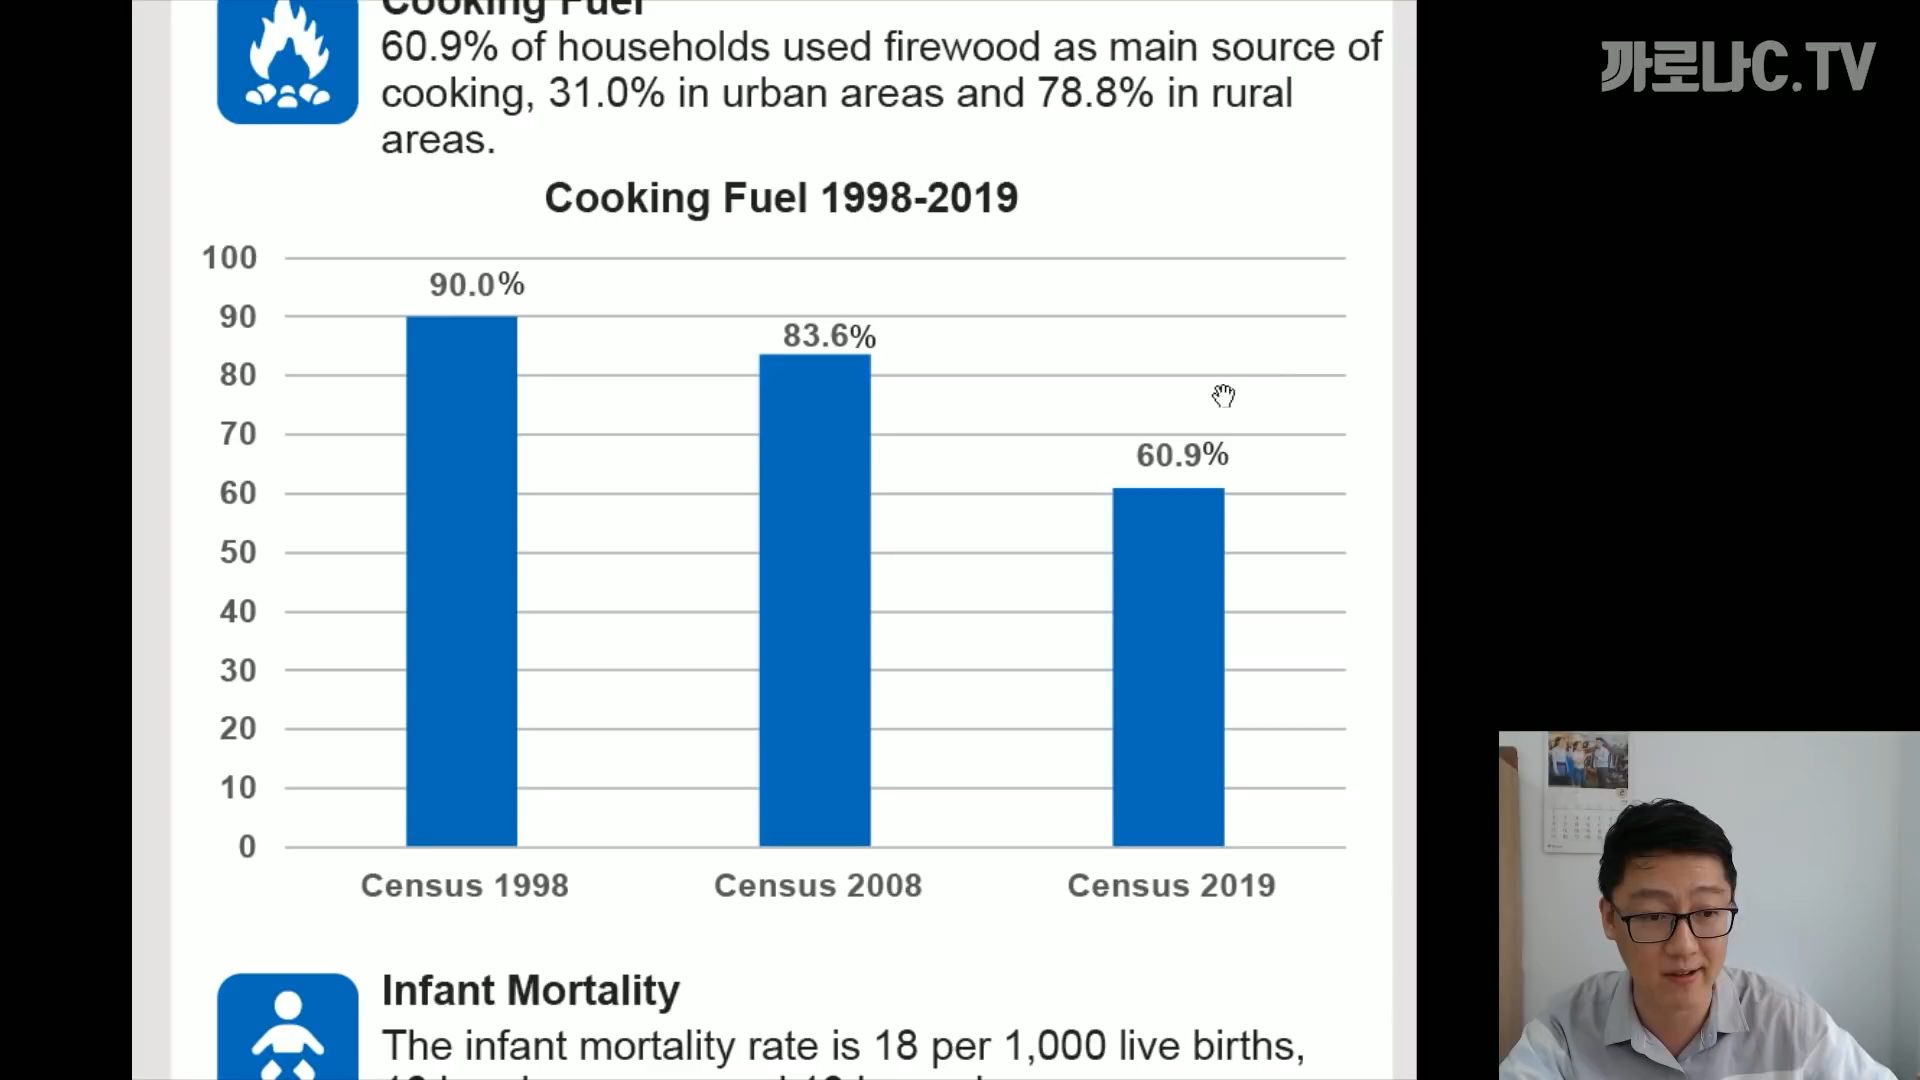 Cooking Fuel
60.9% of households used firewood as main source of
cooking, 31.0% in urban areas and 78.8% in rural
areas.
까로나C.TV
Cooking Fuel 1998-2019
100
90
80
70
60
50
40
30
20
10
0
90.0%
83.6%
60.9%
Census 1998
Census 2008
Census 2019
Infant Mortality
The infant mortality rate is 18 per 1,000 live births,